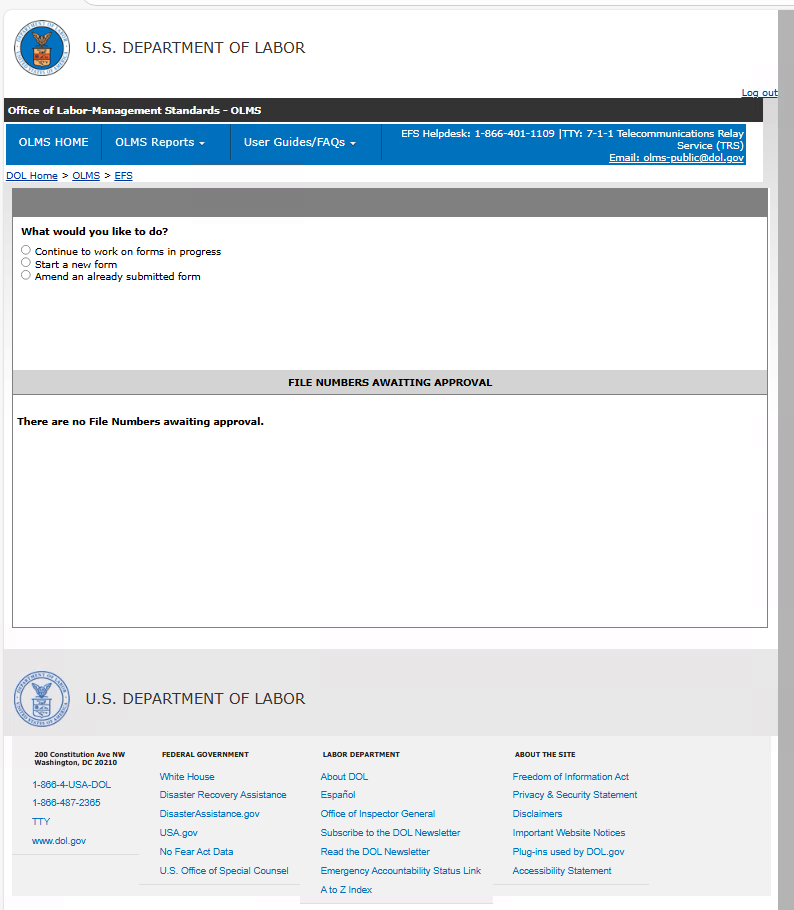 U.S. DEPARTMENT OF LABOR
Log out
Office of Labor-Management Standards - OLMS
OLMS HOME
OLMS Reports
User Guides/FAQs
EFS Helpdesk: 1-866-401-1109 |TTY: 7-1-1 Telecommunications Relay
Service (TRS)
Email: olms-public@dol.gov
DOL Home > OLMS > EFS
What would you like to do?
Continue to work on forms in progress
Start a new form
Amend an already submitted form
FILE NUMBERS AWAITING APPROVAL
There are no File Numbers awaiting approval.
U.S. DEPARTMENT OF LABOR
200 Constitution Ave NW
Washington, DC 20210
1-866-4-USA-DOL
1-866-487-2365
TTY
www.dol.gov
FEDERAL GOVERNMENT
White House
Disaster Recovery Assistance
DisasterAssistance.gov
USA.gov
No Fear Act Data
U.S. Office of Special Counsel
LABOR DEPARTMENT
About DOL
Español
Office of Inspector General
Subscribe to the DOL Newsletter
Read the DOL Newsletter
Emergency Accountability Status Link
A to Z Index
ABOUT THE SITE
Freedom of Information Act
Privacy & Security Statement
Disclaimers
Important Website Notices
Plug-ins used by DOL.gov
Accessibility Statement